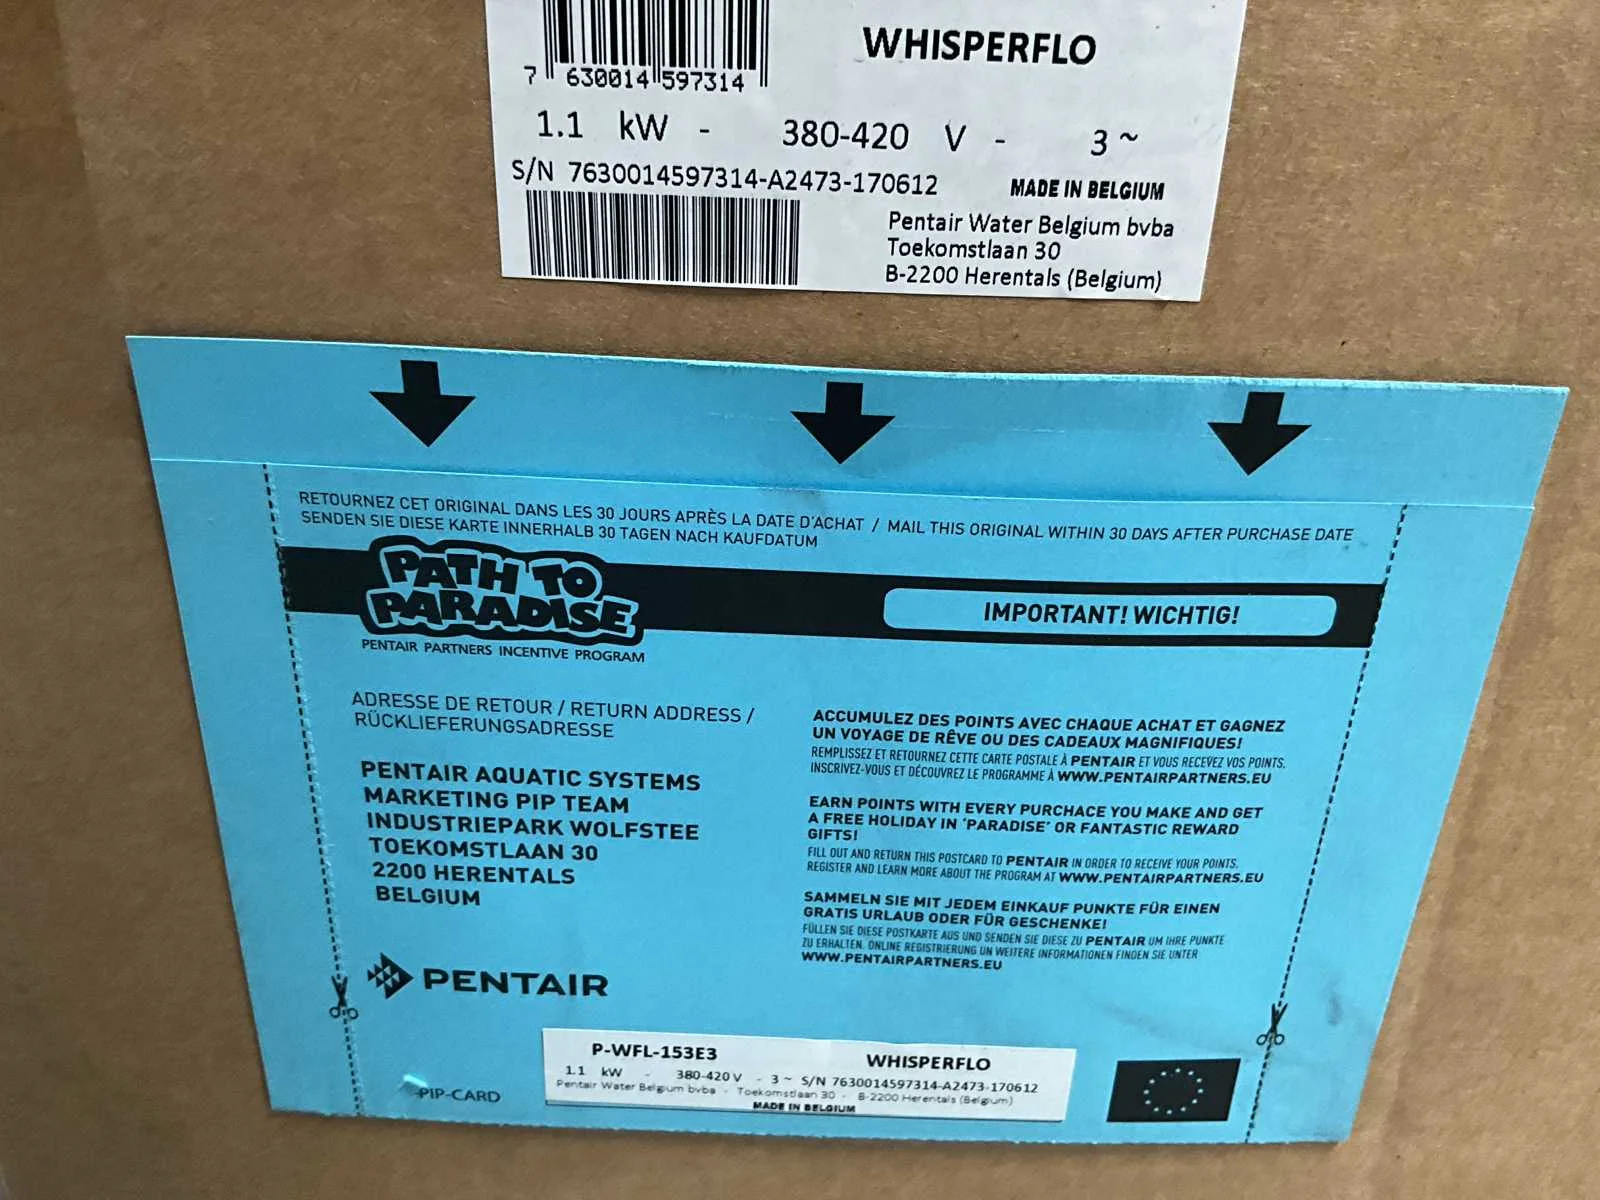 WHISPERFLO
7 630014 597314
1.1 kW - 380-420 V - 3 ~
S/N 7630014597314-A2473-170612
MADE IN BELGIUM
Pentair Water Belgium bvba
Toekomstlaan 30
B-2200 Herentals (Belgium)
RETOURNEZ CET ORIGINAL DANS LES 30 JOURS APRÈS LA DATE D'ACHAT / MAIL THIS ORIGINAL WITHIN 30 DAYS AFTER PURCHASE DATE
SENDEN SIE DIESE KARTE INNERHALB 30 TAGEN NACH KAUFDATUM
PATH TO
PARADISE
PENTAIR PARTNERS INCENTIVE PROGRAM
IMPORTANT! WICHTIG!
ADRESSE DE RETOUR / RETURN ADDRESS /
RÜCKLIEFERUNGSADRESSE
PENTAIR AQUATIC SYSTEMS
MARKETING PIP TEAM
INDUSTRIEPARK WOLFSTEE
TOEKOMSTLAAN 30
2200 HERENTALS
BELGIUM
ACCUMULEZ DES POINTS AVEC CHAQUE ACHAT ET GAGNEZ
UN VOYAGE DE RÊVE OU DES CADEAUX MAGNIFIQUES!
REMPLISSEZ ET RETOURNEZ CETTE CARTE POSTALE À PENTAIR ET VOUS RECEVEZ VOS POINTS.
INSCRIVEZ-VOUS ET DÉCOUVREZ LE PROGRAMME À WWW.PENTAIRPARTNERS.EU
EARN POINTS WITH EVERY PURCHACE YOU MAKE AND GET
A FREE HOLIDAY IN 'PARADISE' OR FANTASTIC REWARD
GIFTS!
FILL OUT AND RETURN THIS POSTCARD TO PENTAIR IN ORDER TO RECEIVE YOUR POINTS.
REGISTER AND LEARN MORE ABOUT THE PROGRAM AT WWW.PENTAIRPARTNERS.EU
SAMMELN SIE MIT JEDEM EINKAUF PUNKTE FÜR EINEN
GRATIS URLAUB ODER FÜR GESCHENKE!
FÜLLEN SIE DIESE POSTKARTE AUS UND SENDEN SIE DIESE ZU PENTAIR UM IHRE PUNKTE
ZU ERHALTEN. ONLINE REGISTRIERUNG UN WEITERE INFORMATIONEN FINDEN SIE UNTER
WWW.PENTAIRPARTNERS.EU
PENTAIR
PIP-CARD
P-WFL-153E3 WHISPERFLO
1.1 kW - 380-420 V - 3 ~ S/N 7630014597314-A2473-170612
Pentair Water Belgium bvba - Toekomstlaan 30 - B-2200 Herentals (Belgium)
MADE IN BELGIUM